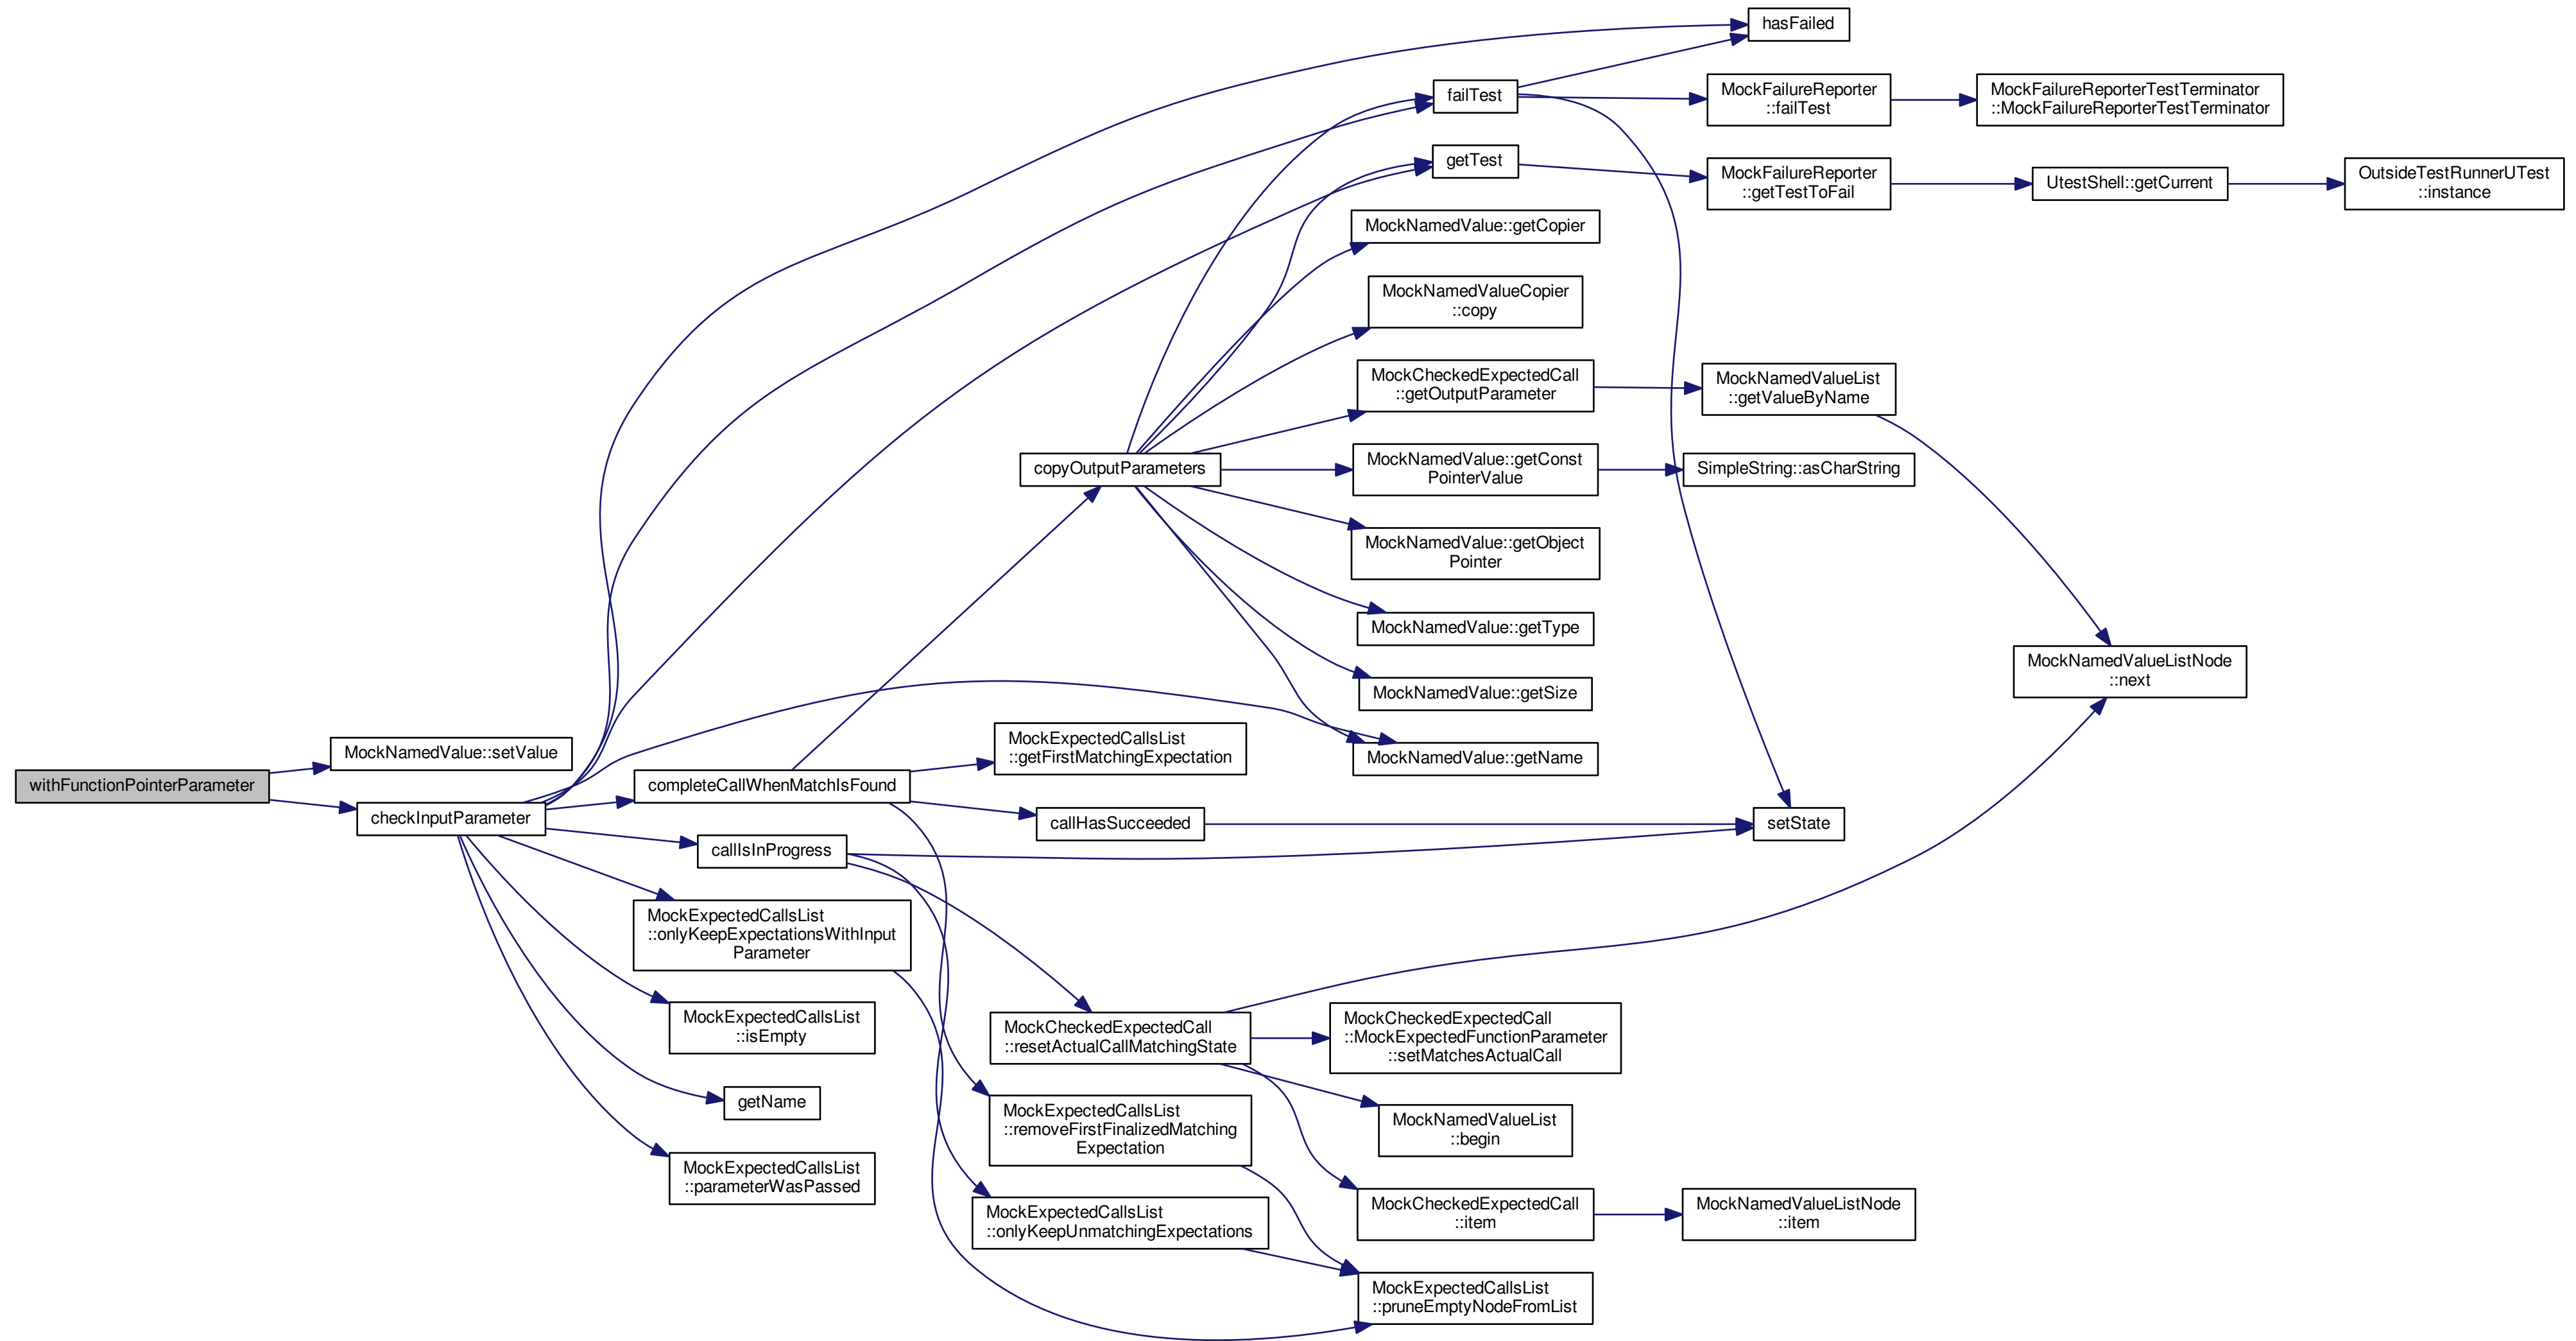 withFunctionPointerParameter
MockNamedValue::setValue
checkInputParameter
completeCallWhenMatchIsFound
callIsInProgress
MockExpectedCallsList
::onlyKeepExpectationsWithInput
Parameter
MockExpectedCallsList
::isEmpty
getName
MockExpectedCallsList
::parameterWasPassed
copyOutputParameters
MockExpectedCallsList
::getFirstMatchingExpectation
callHasSucceeded
MockCheckedExpectedCall
::resetActualCallMatchingState
MockExpectedCallsList
::removeFirstFinalizedMatching
Expectation
MockExpectedCallsList
::onlyKeepUnmatchingExpectations
failTest
getTest
MockNamedValue::getCopier
MockNamedValueCopier
::copy
MockCheckedExpectedCall
::getOutputParameter
MockNamedValue::getConst
PointerValue
MockNamedValue::getObject
Pointer
MockNamedValue::getType
MockNamedValue::getSize
MockNamedValue::getName
MockCheckedExpectedCall
::MockExpectedFunctionParameter
::setMatchesActualCall
MockNamedValueList
::begin
MockCheckedExpectedCall
::item
MockExpectedCallsList
::pruneEmptyNodeFromList
hasFailed
MockFailureReporter
::failTest
MockFailureReporter
::getTestToFail
MockNamedValueList
::getValueByName
SimpleString::asCharString
setState
MockNamedValueListNode
::item
MockFailureReporterTestTerminator
::MockFailureReporterTestTerminator
UtestShell::getCurrent
MockNamedValueListNode
::next
OutsideTestRunnerUTest
::instance